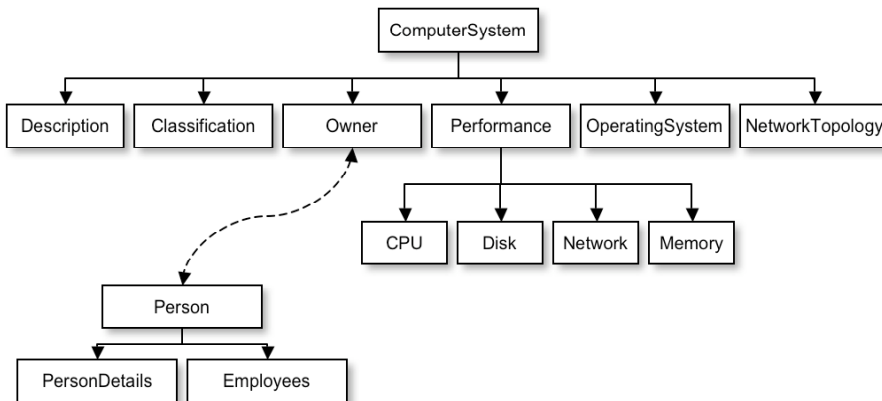 ComputerSystem
Description
Classification
Owner
Performance
OperatingSystem
NetworkTopology
CPU
Disk
Network
Memory
Person
PersonDetails
Employees